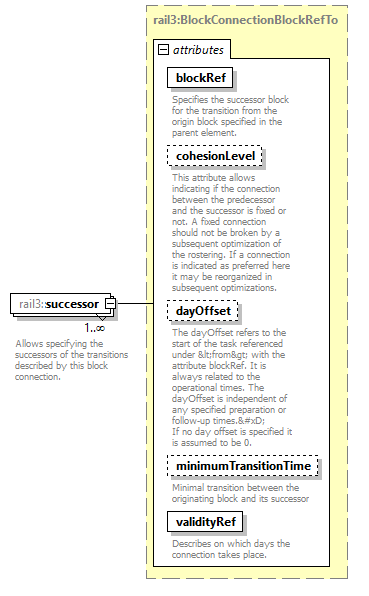 rail3:BlockConnectionBlockRefTo
attributes
blockRef
Specifies the successor block
for the transition from the
origin block specified in the
parent element.
cohesionLevel
This attribute allows
indicating if the connection
between the predecessor
and the successor is fixed or
not. A fixed connection
should not be broken by a
subsequent optimization of
the rostering. If a connection
is indicated as preferred here
it may be reorganized in
subsequent optimizations.
rail3:successor
1..∞
Allows specifying the
successors of the transitions
described by this block
connection.
dayOffset
The dayOffset refers to the
start of the task referenced
under &lt;from&gt; with the
attribute blockRef. It is
always related to the
operational times. The
dayOffset is independent of
any specified preparation or
follow-up times.&#xD;
If no day offset is specified it
is assumed to be 0.
minimumTransitionTime
Minimal transition between the
originating block and its successor
validityRef
Describes on which days the
connection takes place.